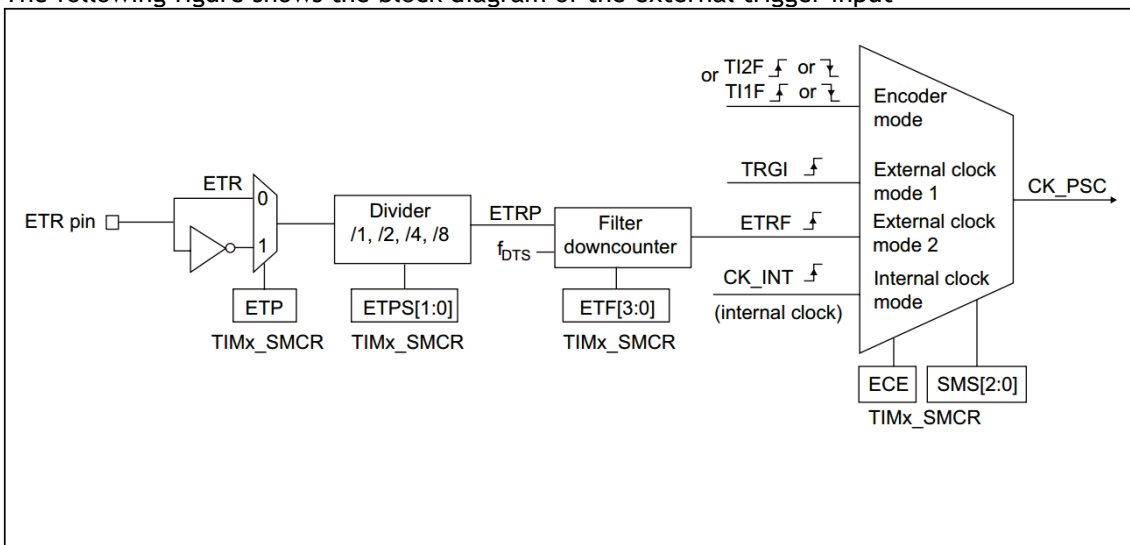 The following figure shows the block diagram of the external trigger input
or TI2F or
TI1F or
Encoder
mode
TRGI
External clock
mode 1
CK_PSC
ETR
0
ETR pin
1
Divider
/1, /2, /4, /8
ETRP
fDTS
Filter
downcounter
ETRF
External clock
mode 2
CK_INT
(internal clock)
Internal clock
mode
ETP
TIMx_SMCR
ETPS[1:0]
TIMx_SMCR
ETF[3:0]
TIMx_SMCR
ECE
SMS[2:0]
TIMx_SMCR